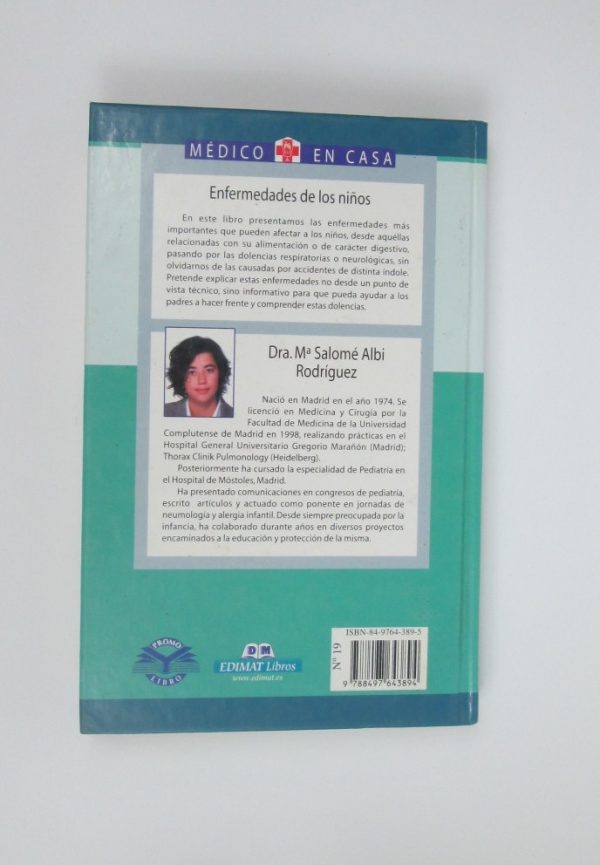 MÉDICO EN CASA
Enfermedades de los niños
En este libro presentamos las enfermedades más
importantes que pueden afectar a los niños, desde aquéllas
relacionadas con su alimentación o de carácter digestivo,
pasando por las dolencias respiratorias o neurológicas, sin
olvidarnos de las causadas por accidentes de distinta índole.
Pretende explicar estas enfermedades no desde un punto de
vista técnico, sino informativo para que pueda ayudar a los
padres a hacer frente y comprender estas dolencias.
Dra. Mª Salomé Albi
Rodríguez
Nació en Madrid en el año 1974. Se
licenció en Medicina y Cirugía por la
Facultad de Medicina de la Universidad
Complutense de Madrid en 1998, realizando prácticas en el
Hospital General Universitario Gregorio Marañón (Madrid);
Thorax Clinik Pulmonology (Heidelberg).
Posteriormente ha cursado la especialidad de Pediatría en
el Hospital de Móstoles, Madrid.
Ha presentado comunicaciones en congresos de pediatría,
escrito artículos y actuado como ponente en jornadas de
neumología y alergia infantil. Desde siempre preocupada por la
infancia, ha colaborado durante años en diversos proyectos
encaminados a la educación y protección de la misma.
PROMO
LIBRO
D M
EDIMAT Libros
www.edimat.es
Nº 19
ISBN-84-9764-389-5
9 788497 643894